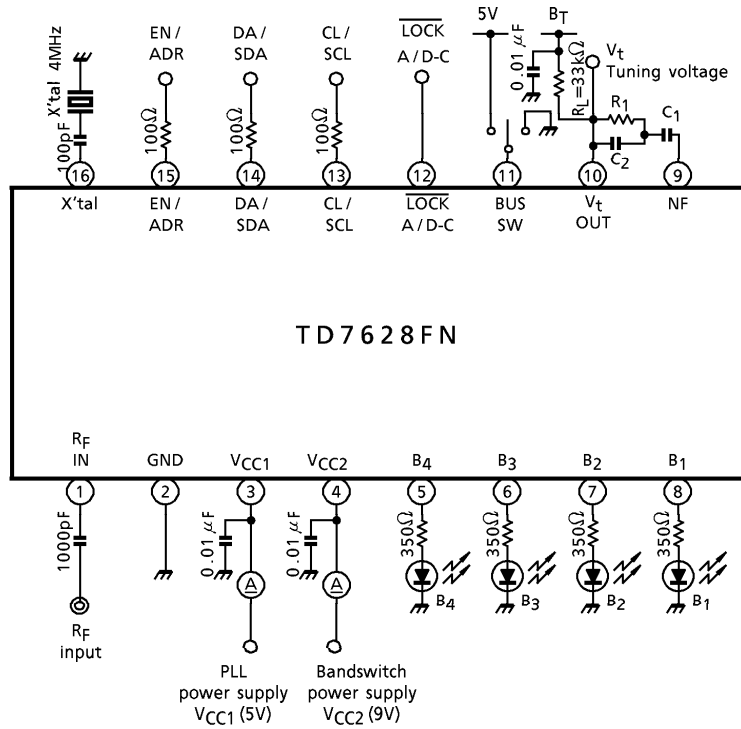 X'tal 4MHz
100pF
EN /
ADR
100Ω
DA /
SDA
100Ω
CL /
SCL
100Ω
LOCK
A / D-C
5V
BT
0.01 μF
RL=33kΩ
Vt
Tuning voltage
R1
C1
C2
16
15
14
13
12
11
10
9
X'tal
EN /
ADR
DA /
SDA
CL /
SCL
LOCK
A / D-C
BUS
SW
Vt
OUT
NF
TD7628FN
RF
IN
GND
VCC1
VCC2
B4
B3
B2
B1
1
2
3
4
5
6
7
8
1000pF
0.01 μF
0.01 μF
350Ω
350Ω
350Ω
350Ω
A
A
B4
B3
B2
B1
RF
input
PLL
power supply
VCC1 (5V)
Bandswitch
power supply
VCC2 (9V)